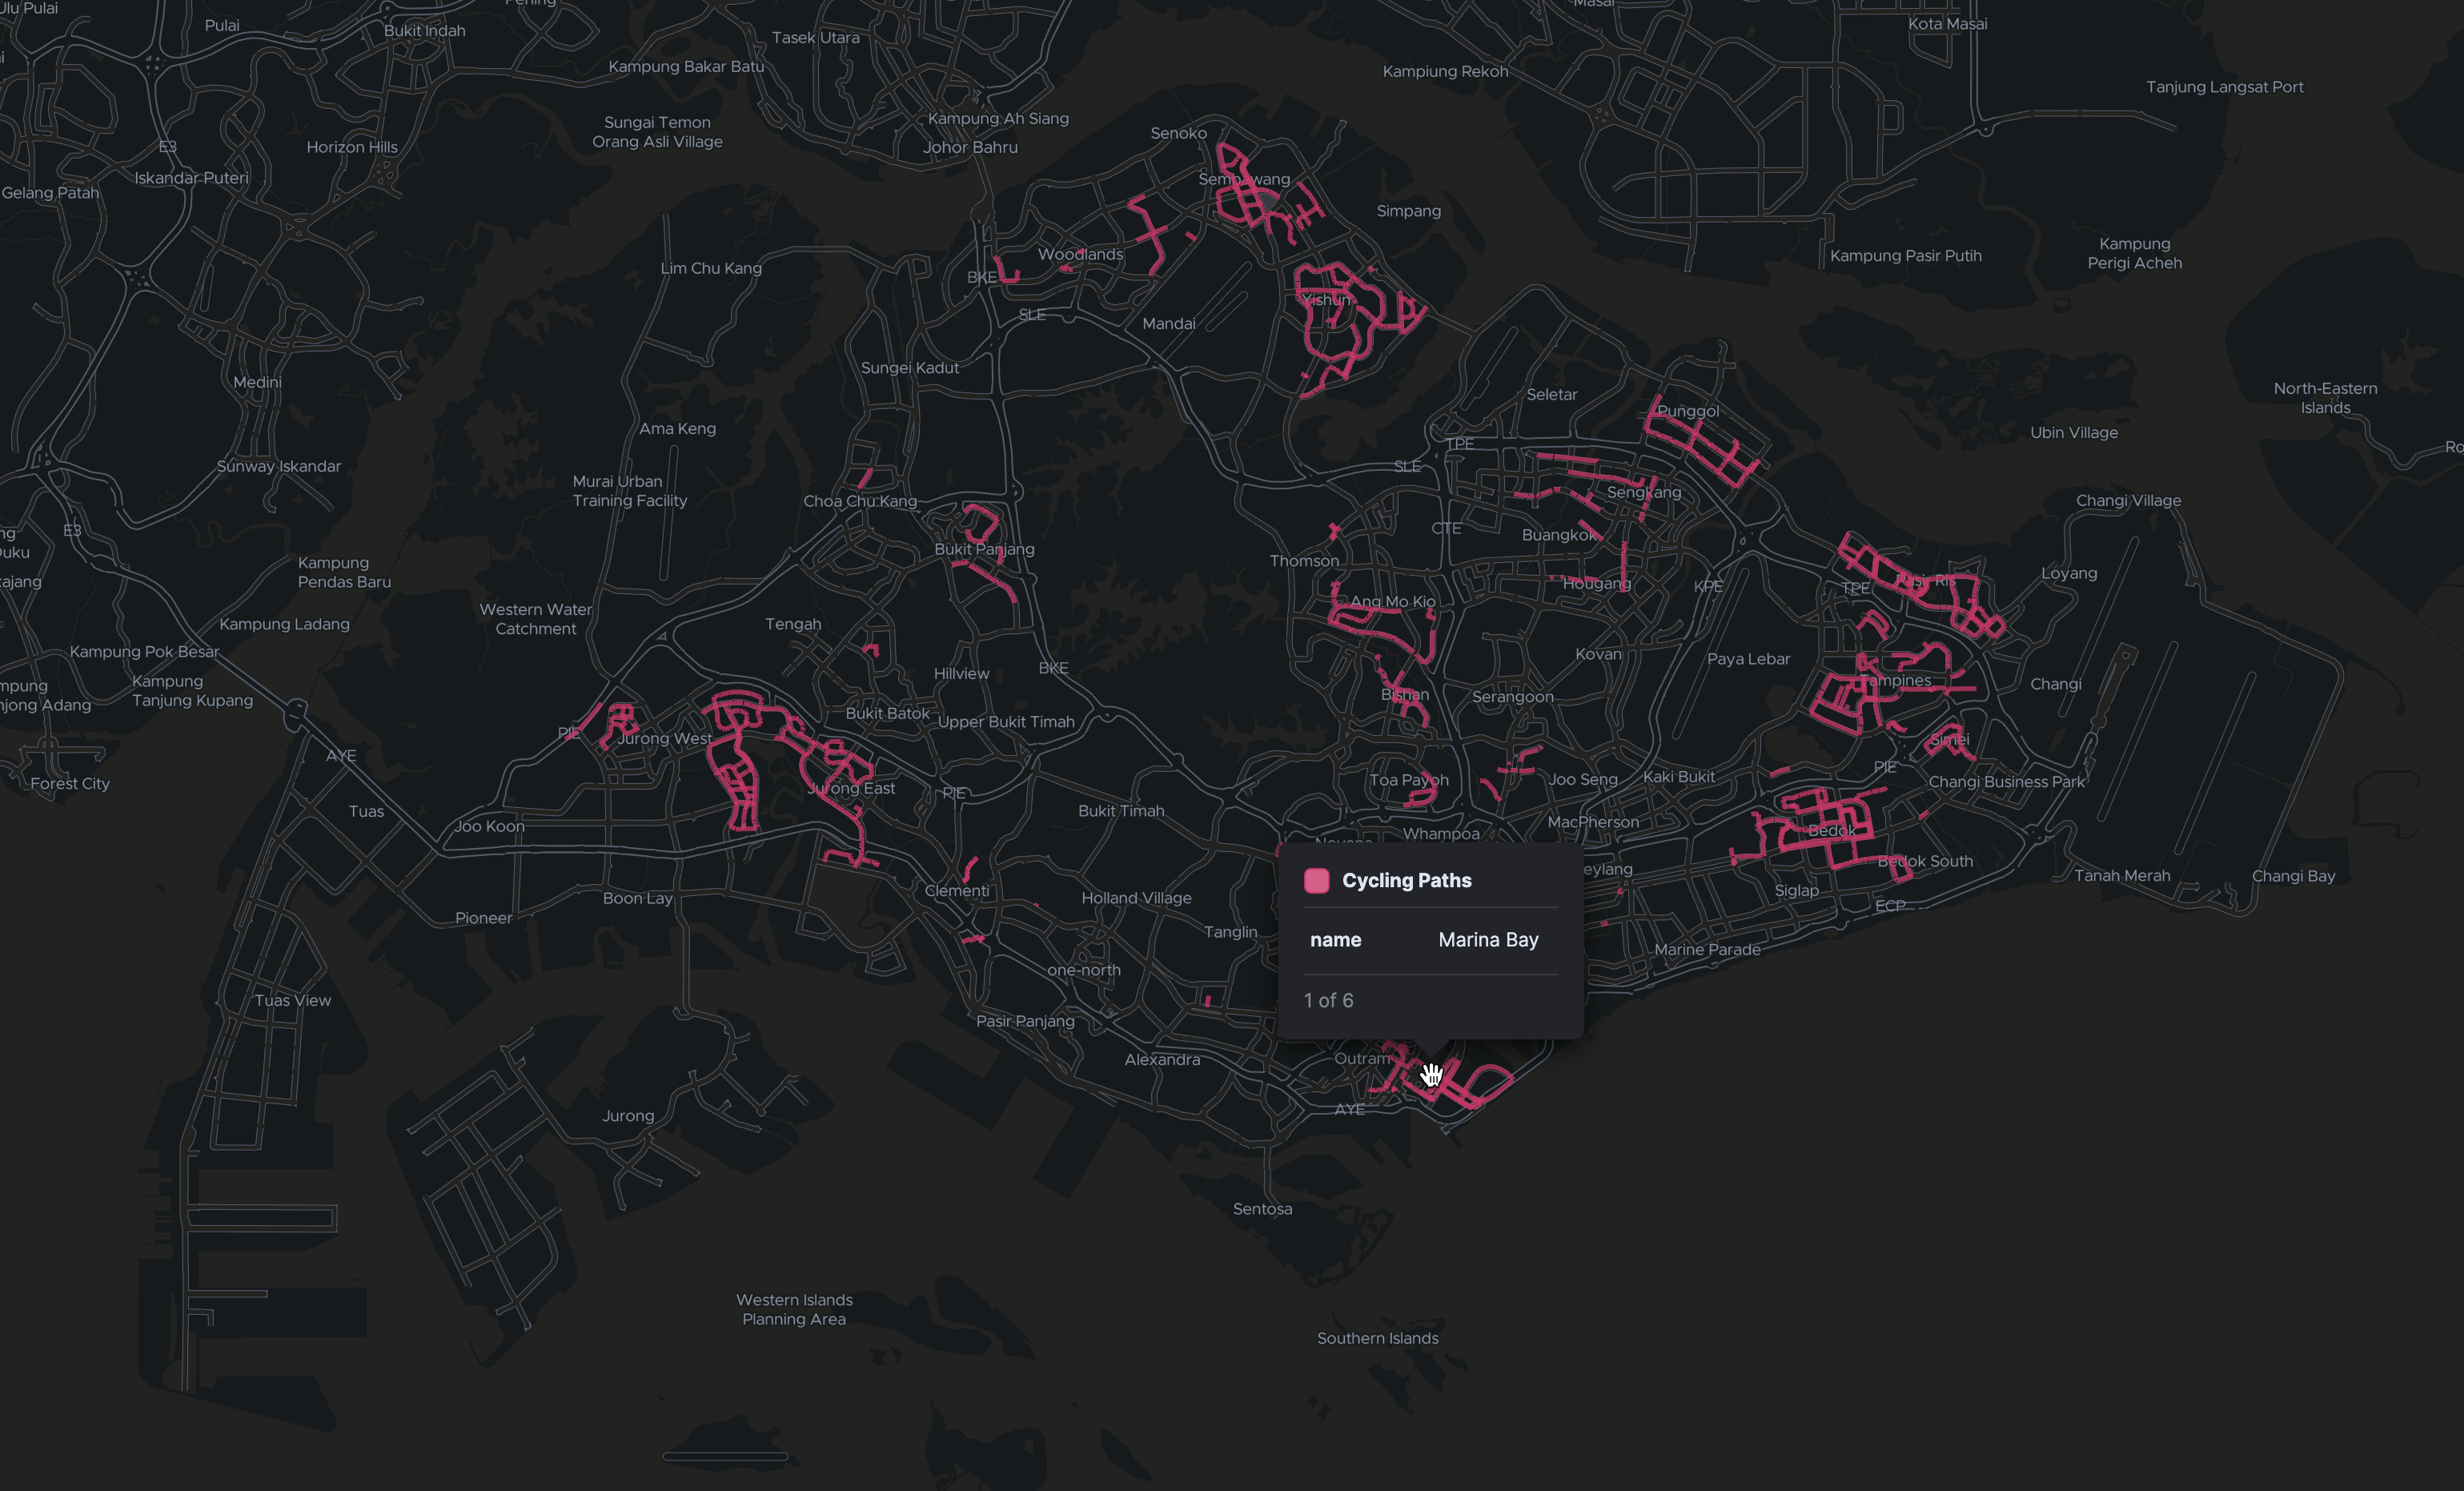 Ulu Pulai
Pulai
Bukit Indah
Tasek Utara
Kota Masai
Kampung Bakar Batu
Kampiung Rekoh
Tanjung Langsat Port
Sungai Temon
Orang Asli Village
Kampung Ah Siang
Senoko
E3
Horizon Hills
Johor Bahru
Iskandar Puteri
Sembawang
Gelang Patah
Simpang
Kampung
Perigi Acheh
Woodlands
Kampung Pasir Putih
Lim Chu Kang
BKE
Yishun
SLE
Mandai
Sungei Kadut
Medini
Seletar
North-Eastern
Islands
Punggol
Ama Keng
Ubin Village
TPE
SLE
Sunway Iskandar
Murai Urban
Training Facility
Choa Chu Kang
Sengkang
Changi Village
E3
CTE
Buangkok
Bukit Panjang
Thomson
Kampung
Pendas Baru
Hougang
KPE
Pasir Ris
TPE
Loyang
Ang Mo Kio
Western Water
Catchment
Kampung Ladang
Tengah
Kampung Pok Besar
Kovan
Paya Lebar
BKE
Hillview
Tampines
Changi
Kampung
Tanjung Kupang
Bishan
Serangoon
Bukit Batok
Upper Bukit Timah
PIE
Jurong West
Simei
AYE
PIE
Forest City
Jurong East
PIE
Toa Payoh
Joo Seng
Kaki Bukit
Changi Business Park
Tuas
Bukit Timah
Joo Koon
MacPherson
Whampoa
Bedok
Novena
Bedok South
eylang
Tanah Merah
Changi Bay
Clementi
Siglap
Boon Lay
Holland Village
ECP
Pioneer
Tanglin
Marine Parade
one-north
Tuas View
Pasir Panjang
Cycling Paths
name Marina Bay
1 of 6
Alexandra
Outram
AYE
Jurong
Sentosa
Western Islands
Planning Area
Southern Islands